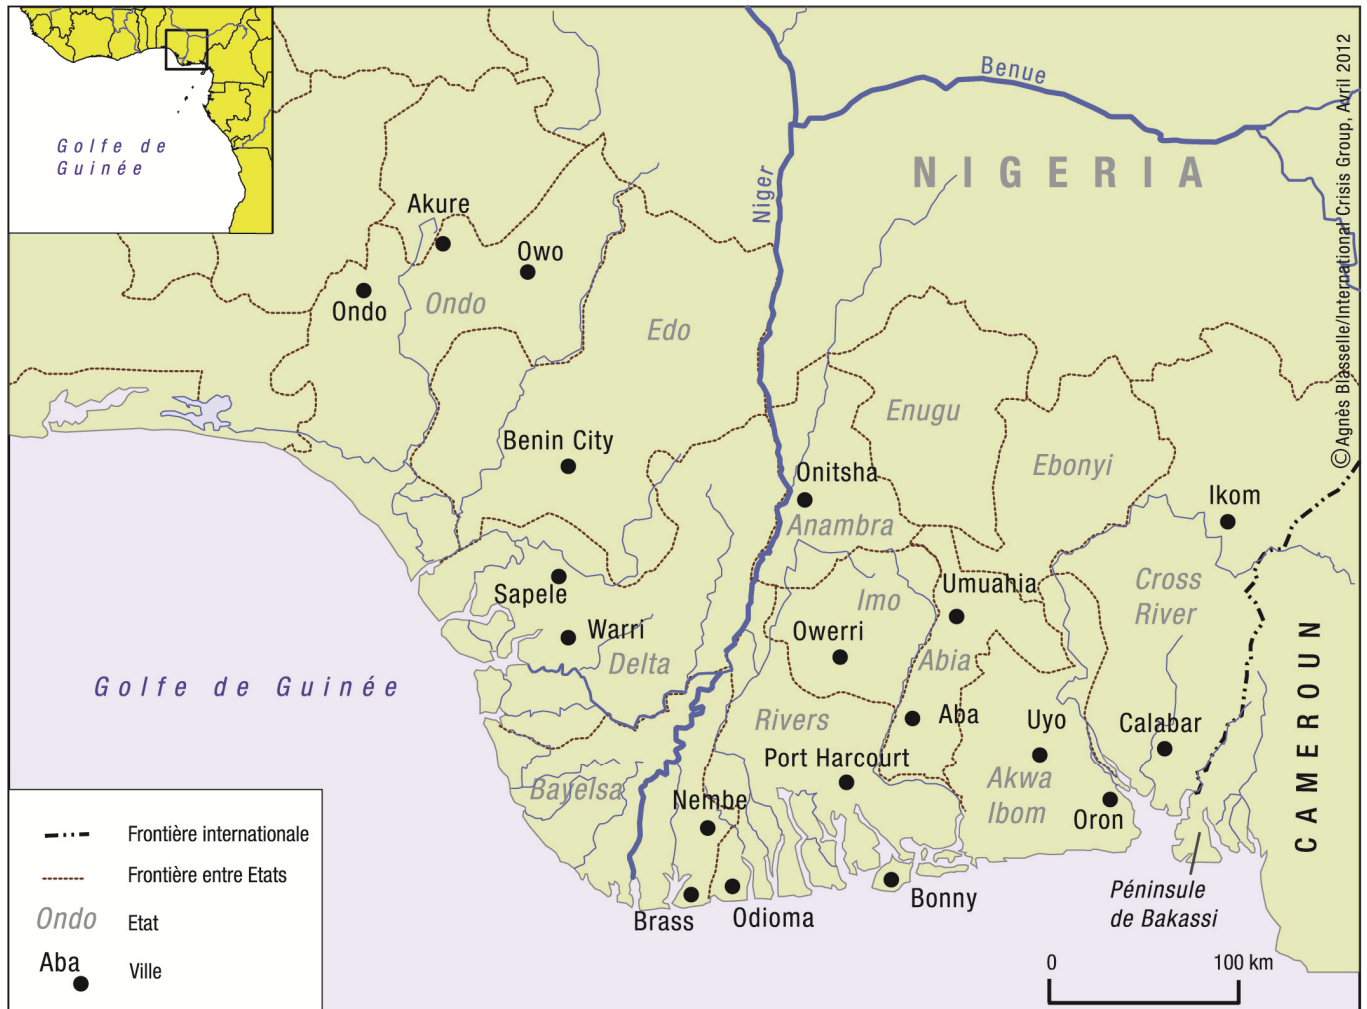 Golfe de
Guinée
Benue
NIGERIA
Niger
©Agnès Blasselle/International Crisis Group, Avril 2012
Akure
Owo
Ondo
Ondo
Edo
Enugu
Ebonyi
Benin City
Onitsha
Anambra
Ikom
Sapele
Warri
Delta
Imo
Owerri
Umuahia
Abia
Cross
River
CAMEROUN
Golfe de Guinée
Rivers
Aba
Uyo
Calabar
Port Harcourt
Bayelsa
Nembe
Akwa
Ibom
Oron
Brass
Odioma
Bonny
Péninsule
de Bakassi
Frontière internationale
Frontière entre Etats
Ondo Etat
Aba Ville
0 100 km